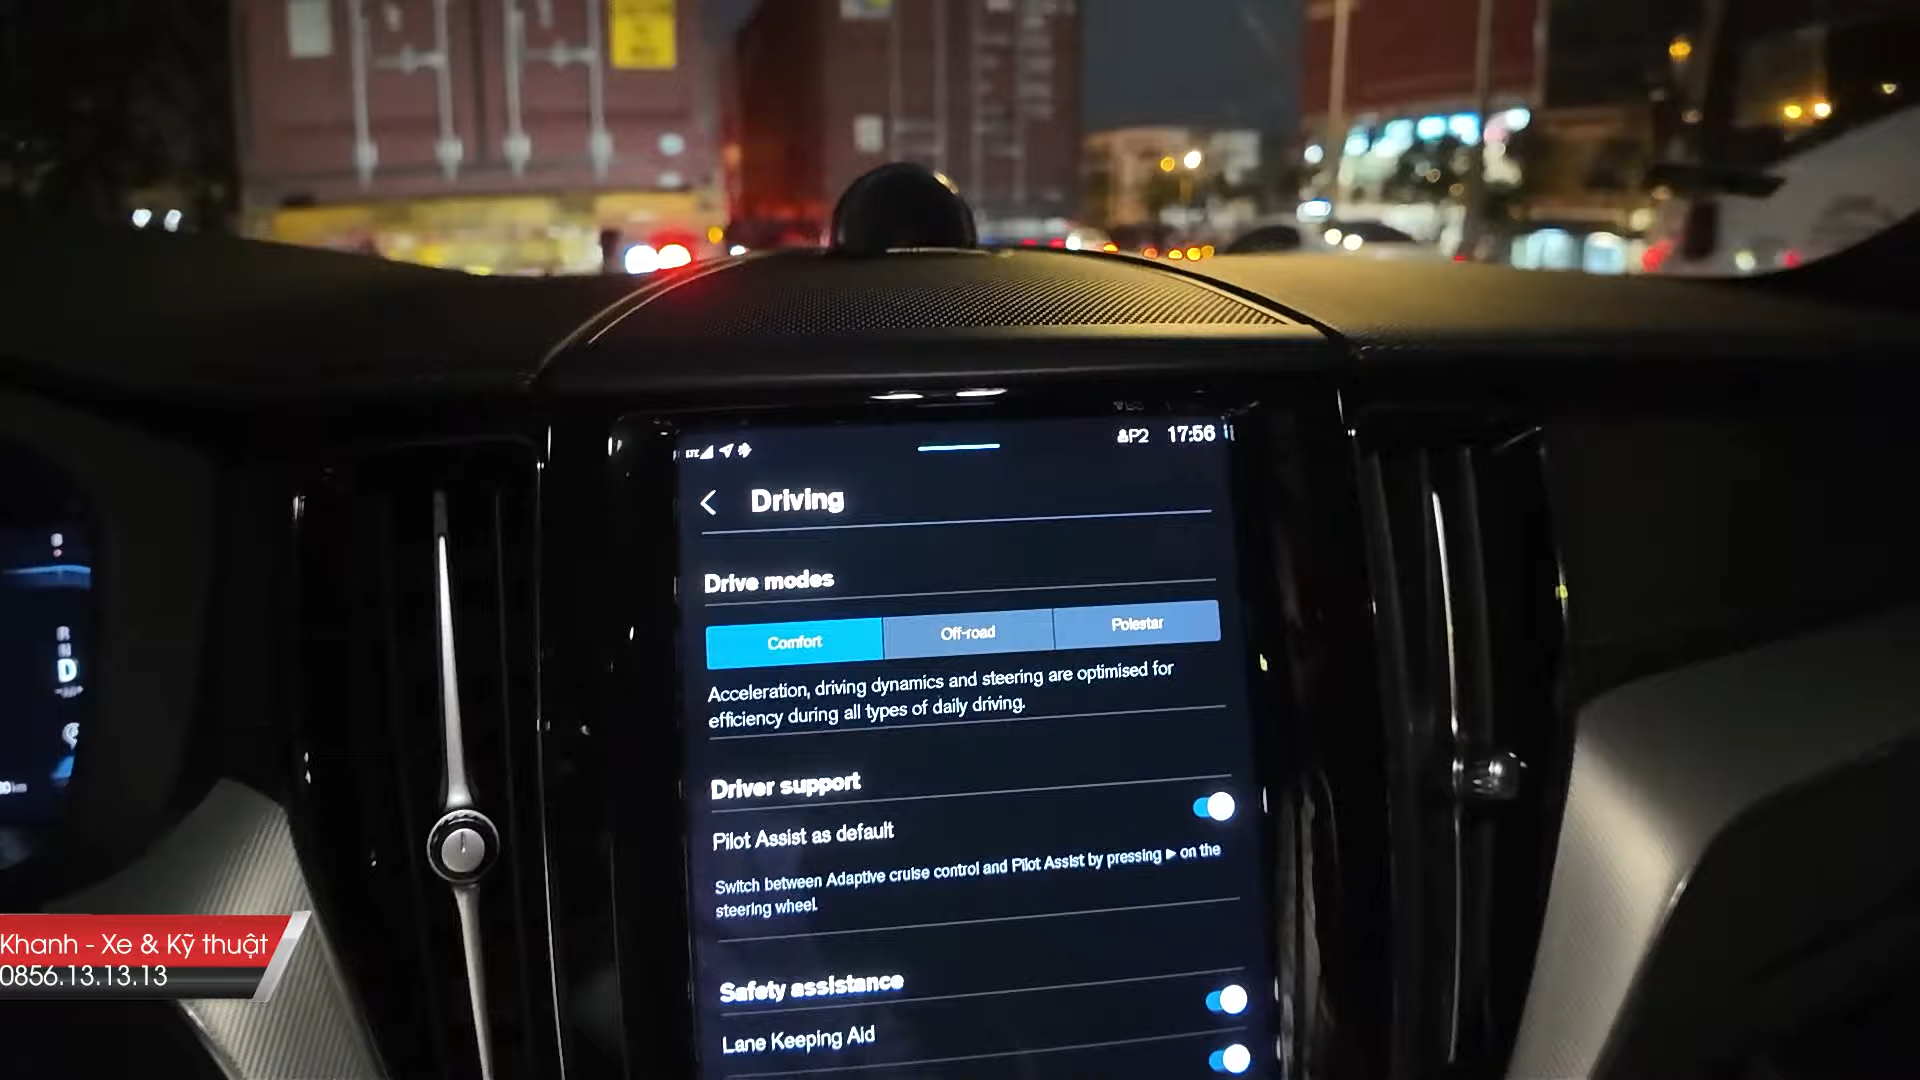 LTE
P2 17:56
Driving
Drive modes
Comfort Off-road Polestar
Acceleration, driving dynamics and steering are optimised for
efficiency during all types of daily driving.
Driver support
Pilot Assist as default
Switch between Adaptive cruise control and Pilot Assist by pressing ▶ on the
steering wheel.
Safety assistance
Lane Keeping Aid
R
N
D
Khanh - Xe & Kỹ thuật
0856.13.13.13